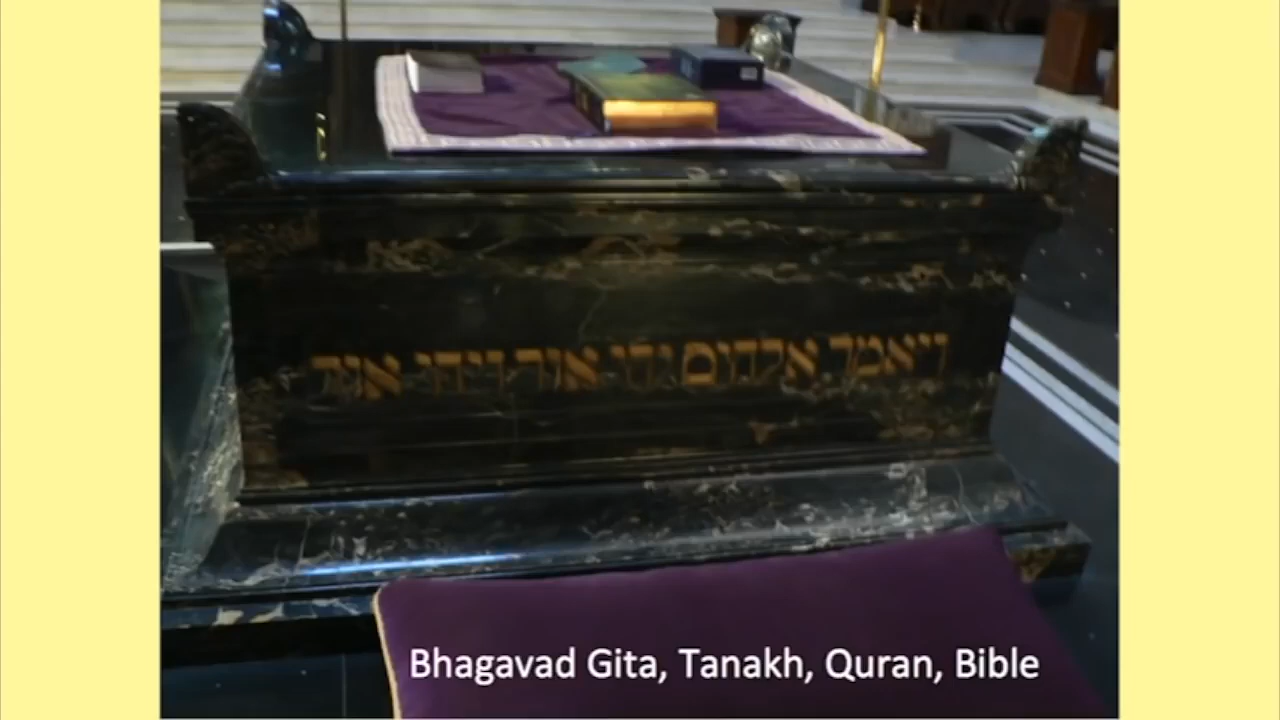 ויאמר אלהים יהי אור ויהי אור
Bhagavad Gita, Tanakh, Quran, Bible